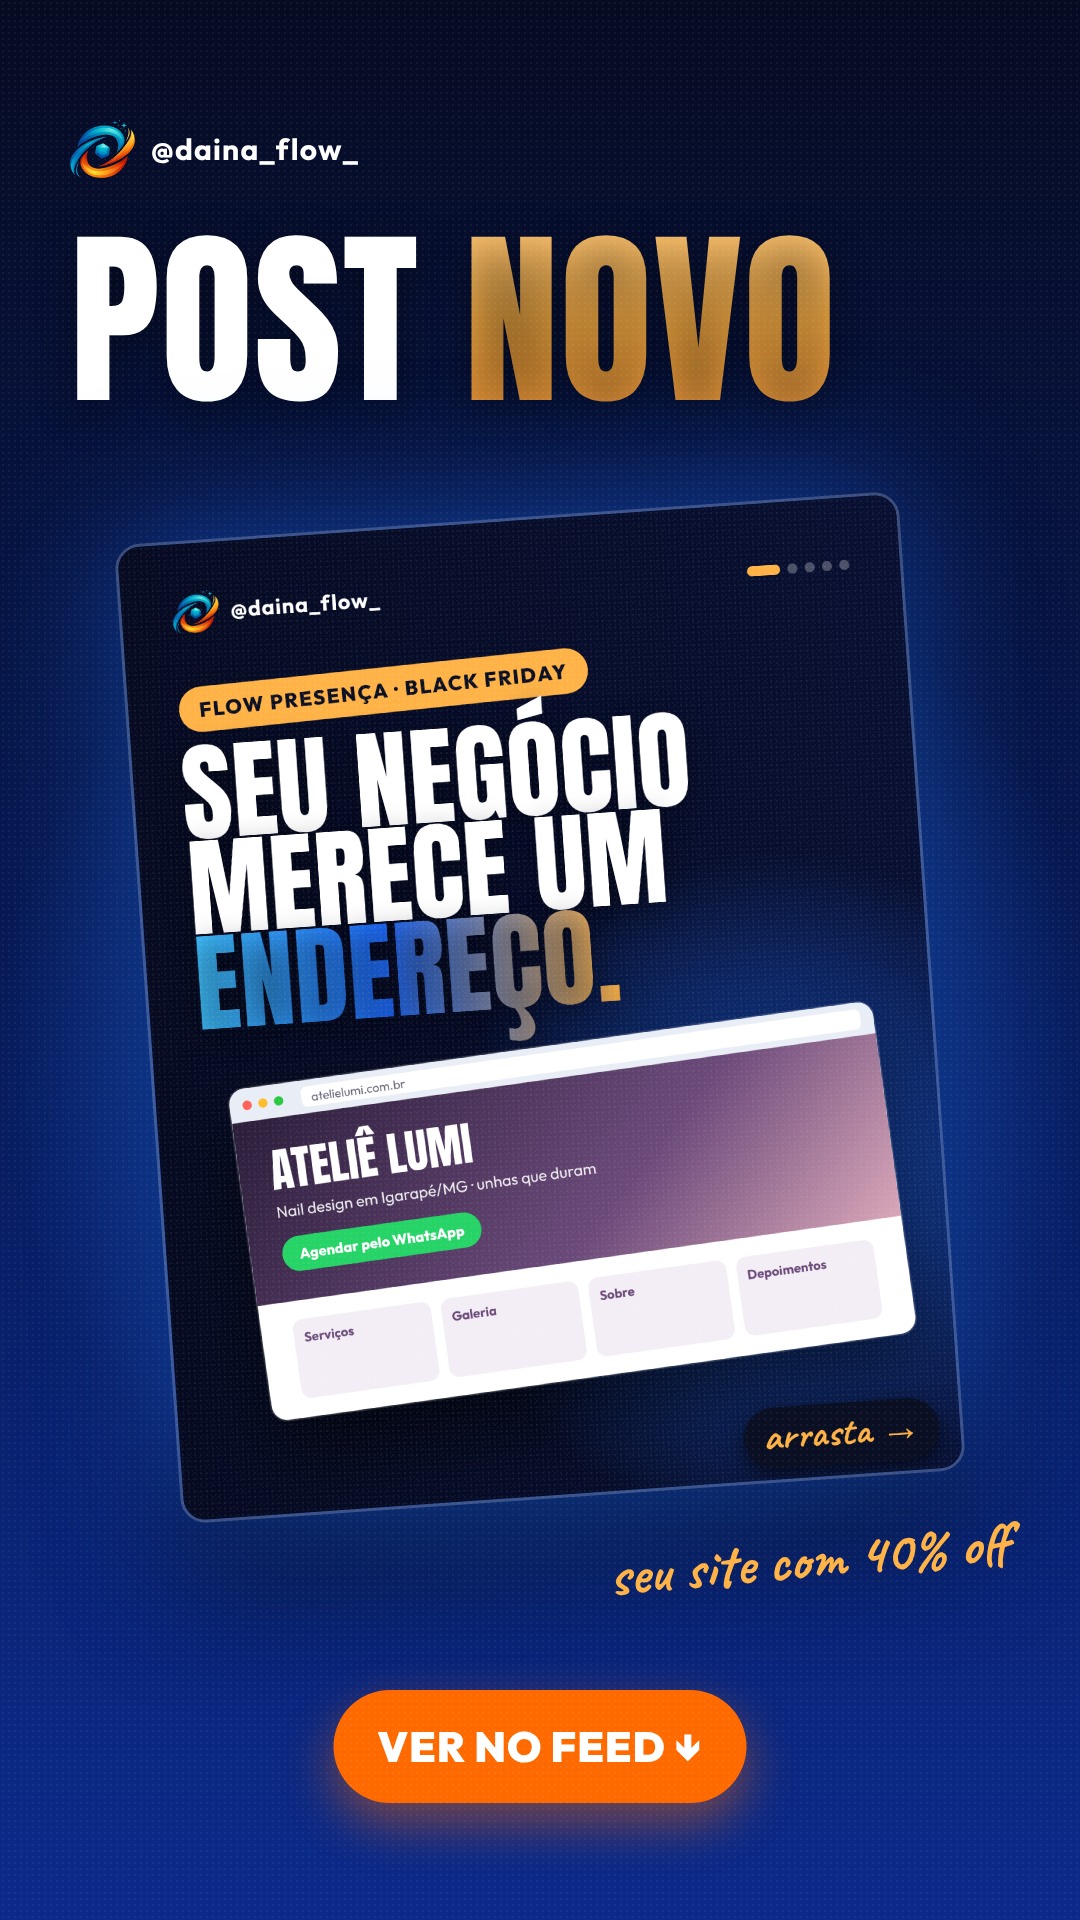 @daina_flow_
POST NOVO
@daina_flow_
FLOW PRESENÇA · BLACK FRIDAY
SEU NEGÓCIO
MERECE UM
ENDEREÇO.
atelielumi.com.br
ATELIÊ LUMI
Nail design em Igarapé/MG · unhas que duram
Agendar pelo WhatsApp
Serviços
Galeria
Sobre
Depoimentos
arrasta →
seu site com 40% off
VER NO FEED ↓